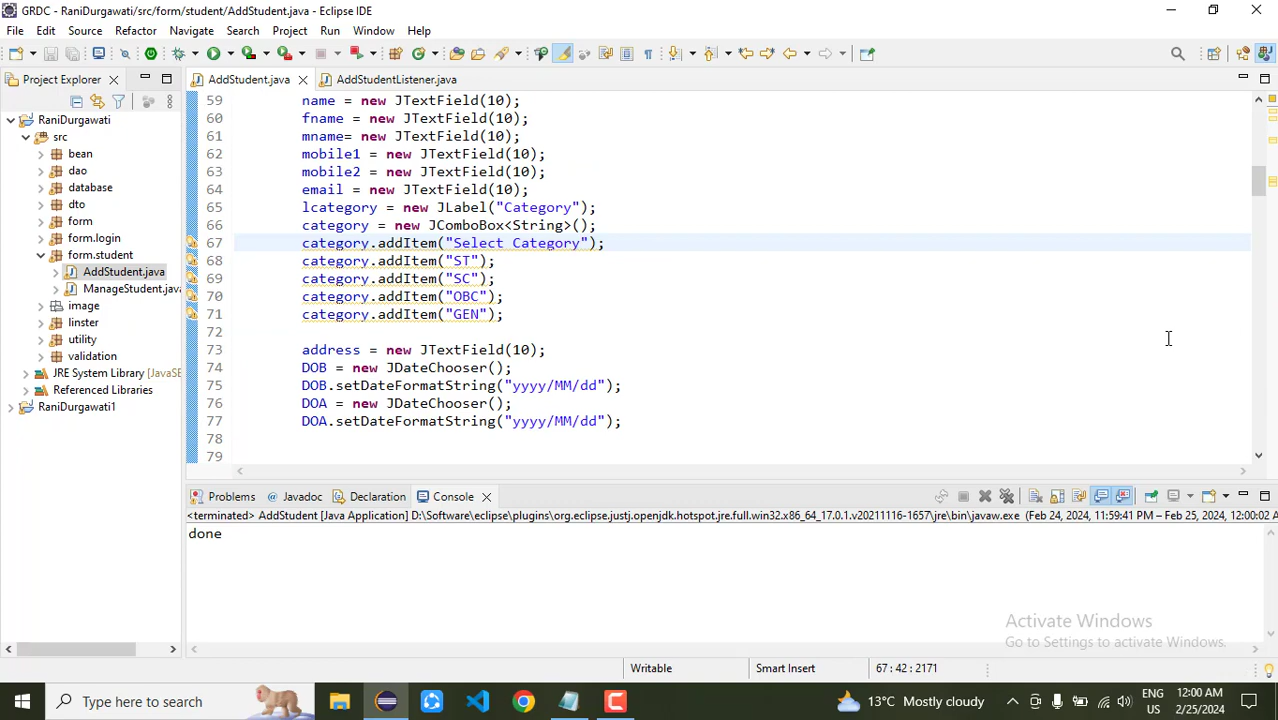 GRDC - RaniDurgawati/src/form/student/AddStudent.java - Eclipse IDE
File Edit Source Refactor Navigate Search Project Run Window Help
Project Explorer
AddStudent.java
AddStudentListener.java
RaniDurgawati
src
bean
dao
database
dto
form
form.login
form.student
AddStudent.java
ManageStudent.java
image
linster
utility
validation
JRE System Library [JavaSE
Referenced Libraries
RaniDurgawati1
59 name = new JTextField(10);
60 fname = new JTextField(10);
61 mname= new JTextField(10);
62 mobile1 = new JTextField(10);
63 mobile2 = new JTextField(10);
64 email = new JTextField(10);
65 lcategory = new JLabel("Category");
66 category = new JComboBox<String>();
67 category.addItem("Select Category");
68 category.addItem("ST");
69 category.addItem("SC");
70 category.addItem("OBC");
71 category.addItem("GEN");
72
73 address = new JTextField(10);
74 DOB = new JDateChooser();
75 DOB.setDateFormatString("yyyy/MM/dd");
76 DOA = new JDateChooser();
77 DOA.setDateFormatString("yyyy/MM/dd");
78
79
Problems Javadoc Declaration Console
<terminated> AddStudent [Java Application] D:\Software\eclipse\plugins\org.eclipse.justj.openjdk.hotspot.jre.full.win32.x86_64_17.0.1.v20211116-1657\jre\bin\javaw.exe (Feb 24, 2024, 11:59:41 PM – Feb 25, 2024, 12:00:02 AM
done
Activate Windows
Go to Settings to activate Windows.
Writable Smart Insert 67 : 42 : 2171
Type here to search
13°C Mostly cloudy
ENG
US
12:00 AM
2/25/2024